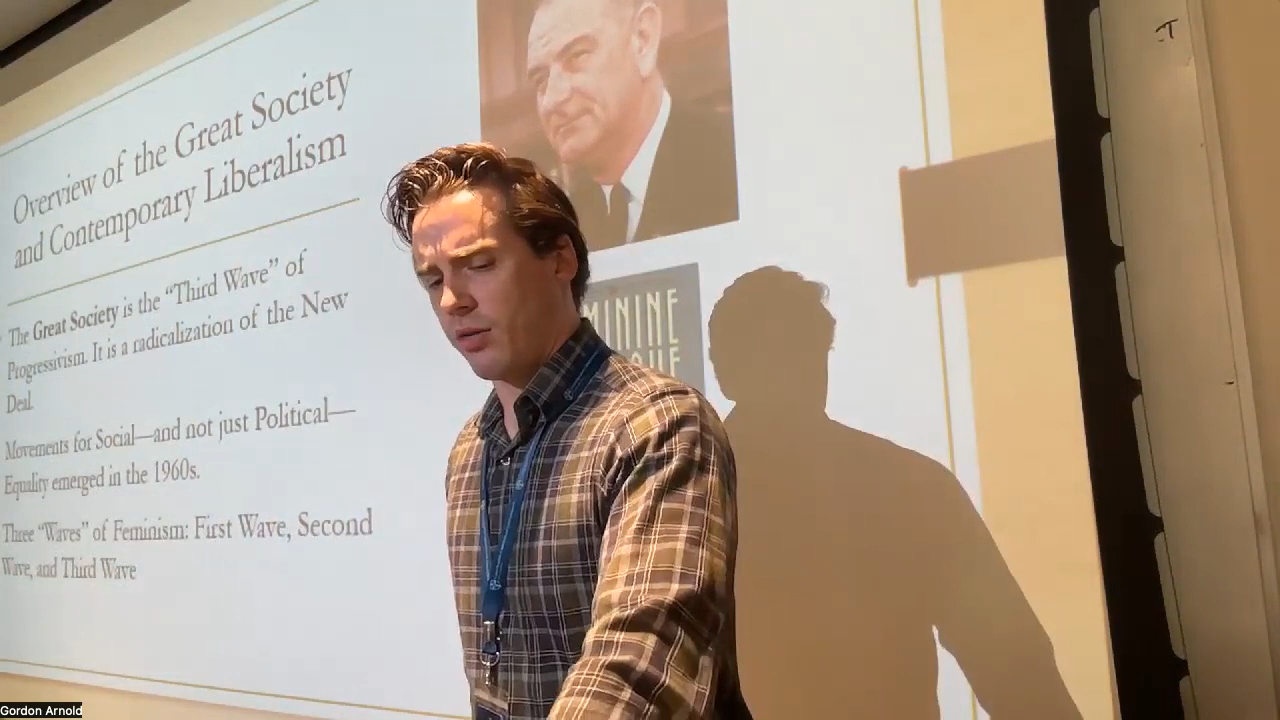 Overview of the Great Society
and Contemporary Liberalism
The Great Society is the “Third Wave” of
Progressivism. It is a radicalization of the New
Deal.
Movements for Social—and not just Political—
Equality emerged in the 1960s.
Three “Waves” of Feminism: First Wave, Second
Wave, and Third Wave
MININE
Gordon Arnold